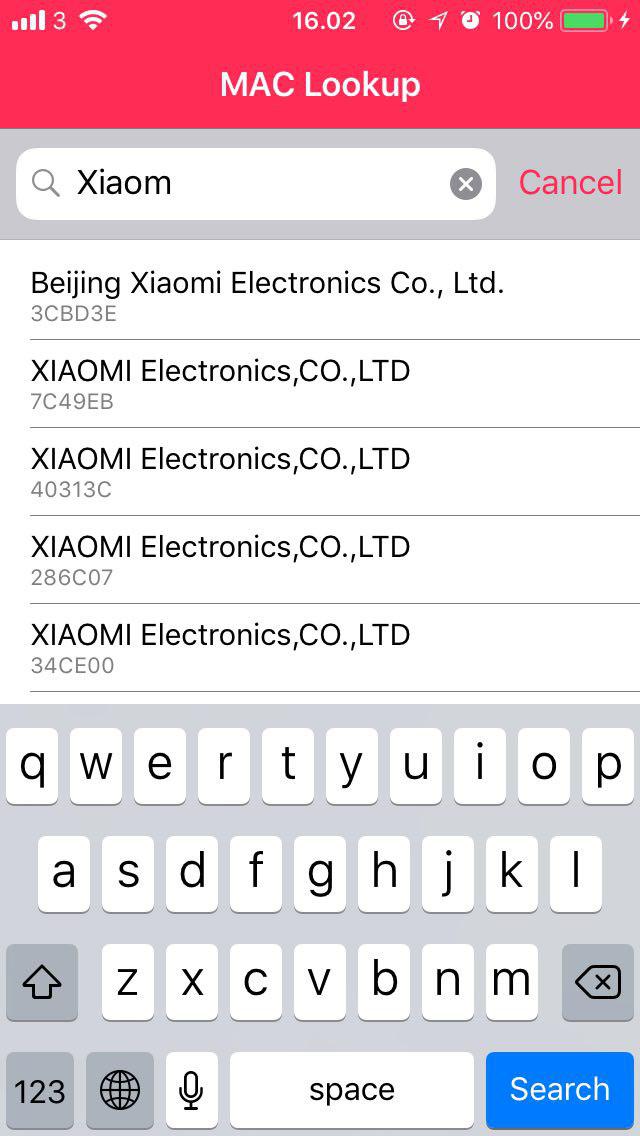 3 16.02 100%
MAC Lookup
Xiaom Cancel
Beijing Xiaomi Electronics Co., Ltd.
3CBD3E
XIAOMI Electronics,CO.,LTD
7C49EB
XIAOMI Electronics,CO.,LTD
40313C
XIAOMI Electronics,CO.,LTD
286C07
XIAOMI Electronics,CO.,LTD
34CE00
q w e r t y u i o p
a s d f g h j k l
z x c v b n m
123 space Search